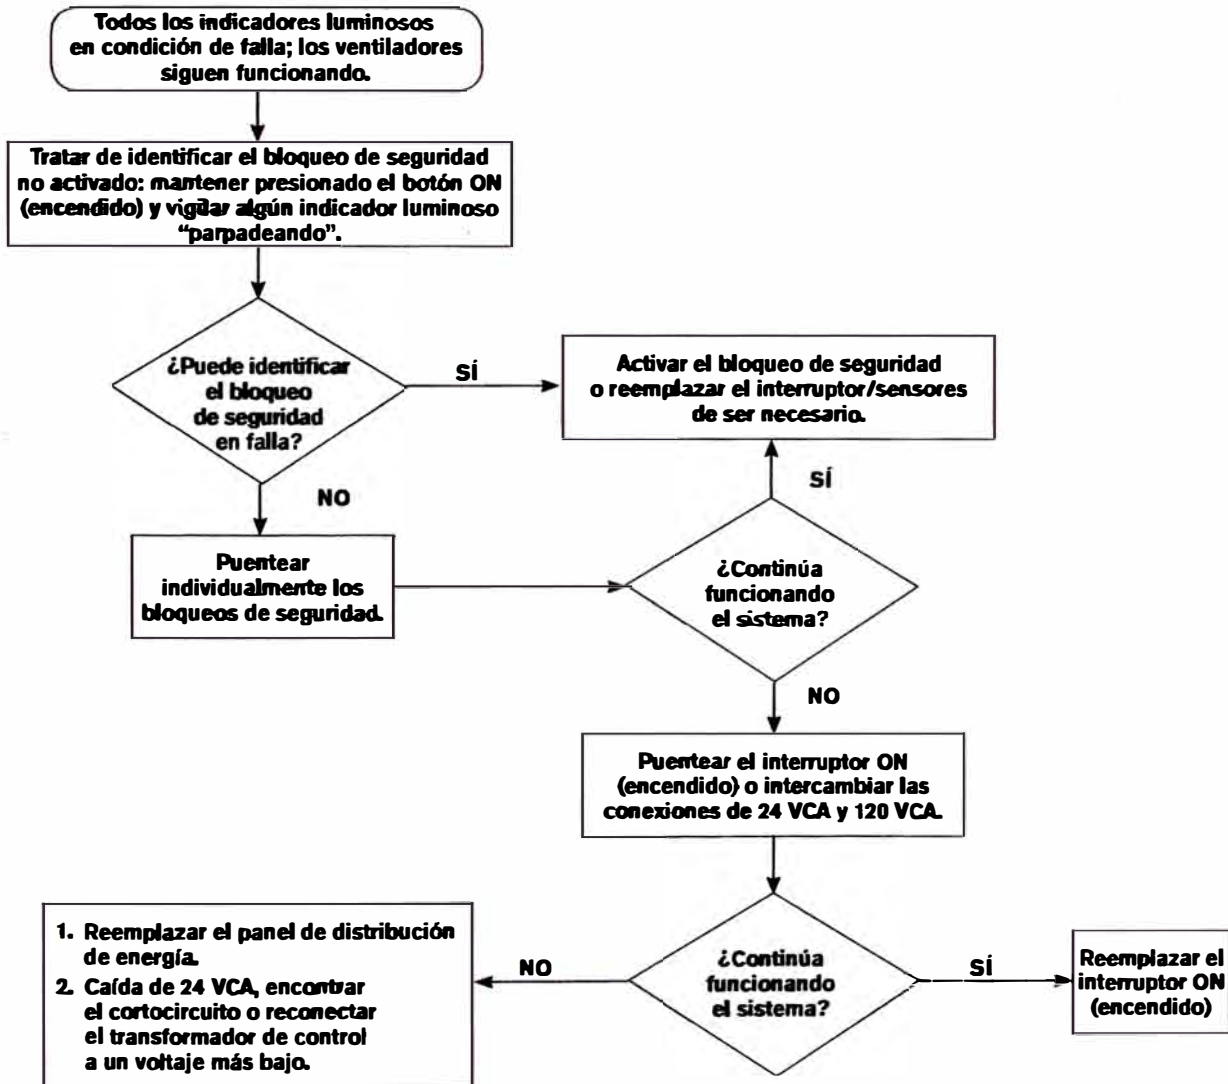 Todos los indicadores luminosos
en condición de falla; los ventiladores
siguen funcionando.
Tratar de identificar el bloqueo de seguridad
no activado: mantener presionado el botón ON
(encendido) y vigilar algún indicador luminoso
“parpadeando”.
¿Puede identificar
el bloqueo
de seguridad
en falla?
SÍ
Activar el bloqueo de seguridad
o reemplazar el interruptor/sensores
de ser necesario.
NO
SÍ
Puentear
individualmente los
bloqueos de seguridad.
¿Continúa
funcionando
el sistema?
NO
Puentear el interruptor ON
(encendido) o intercambiar las
conexiones de 24 VCA y 120 VCA.
1. Reemplazar el panel de distribución
de energía.
2. Caída de 24 VCA, encontrar
el cortocircuito o reconectar
el transformador de control
a un voltaje más bajo.
NO
¿Continúa
funcionando
el sistema?
SÍ
Reemplazar el
interruptor ON
(encendido)